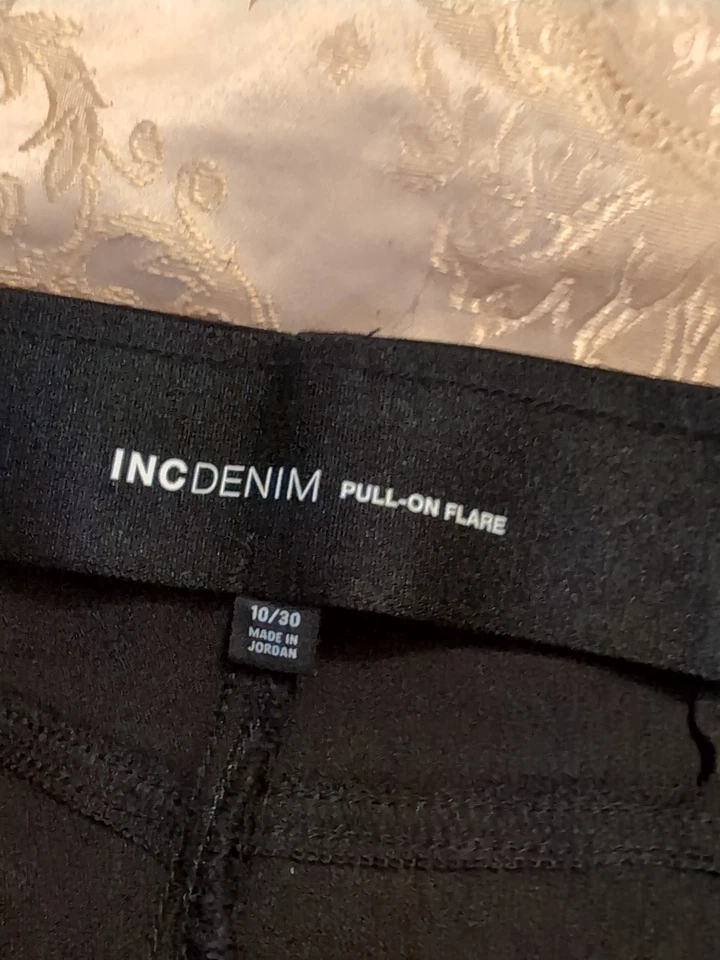 INCDENIM PULL-ON FLARE
10/30
MADE IN
JORDAN